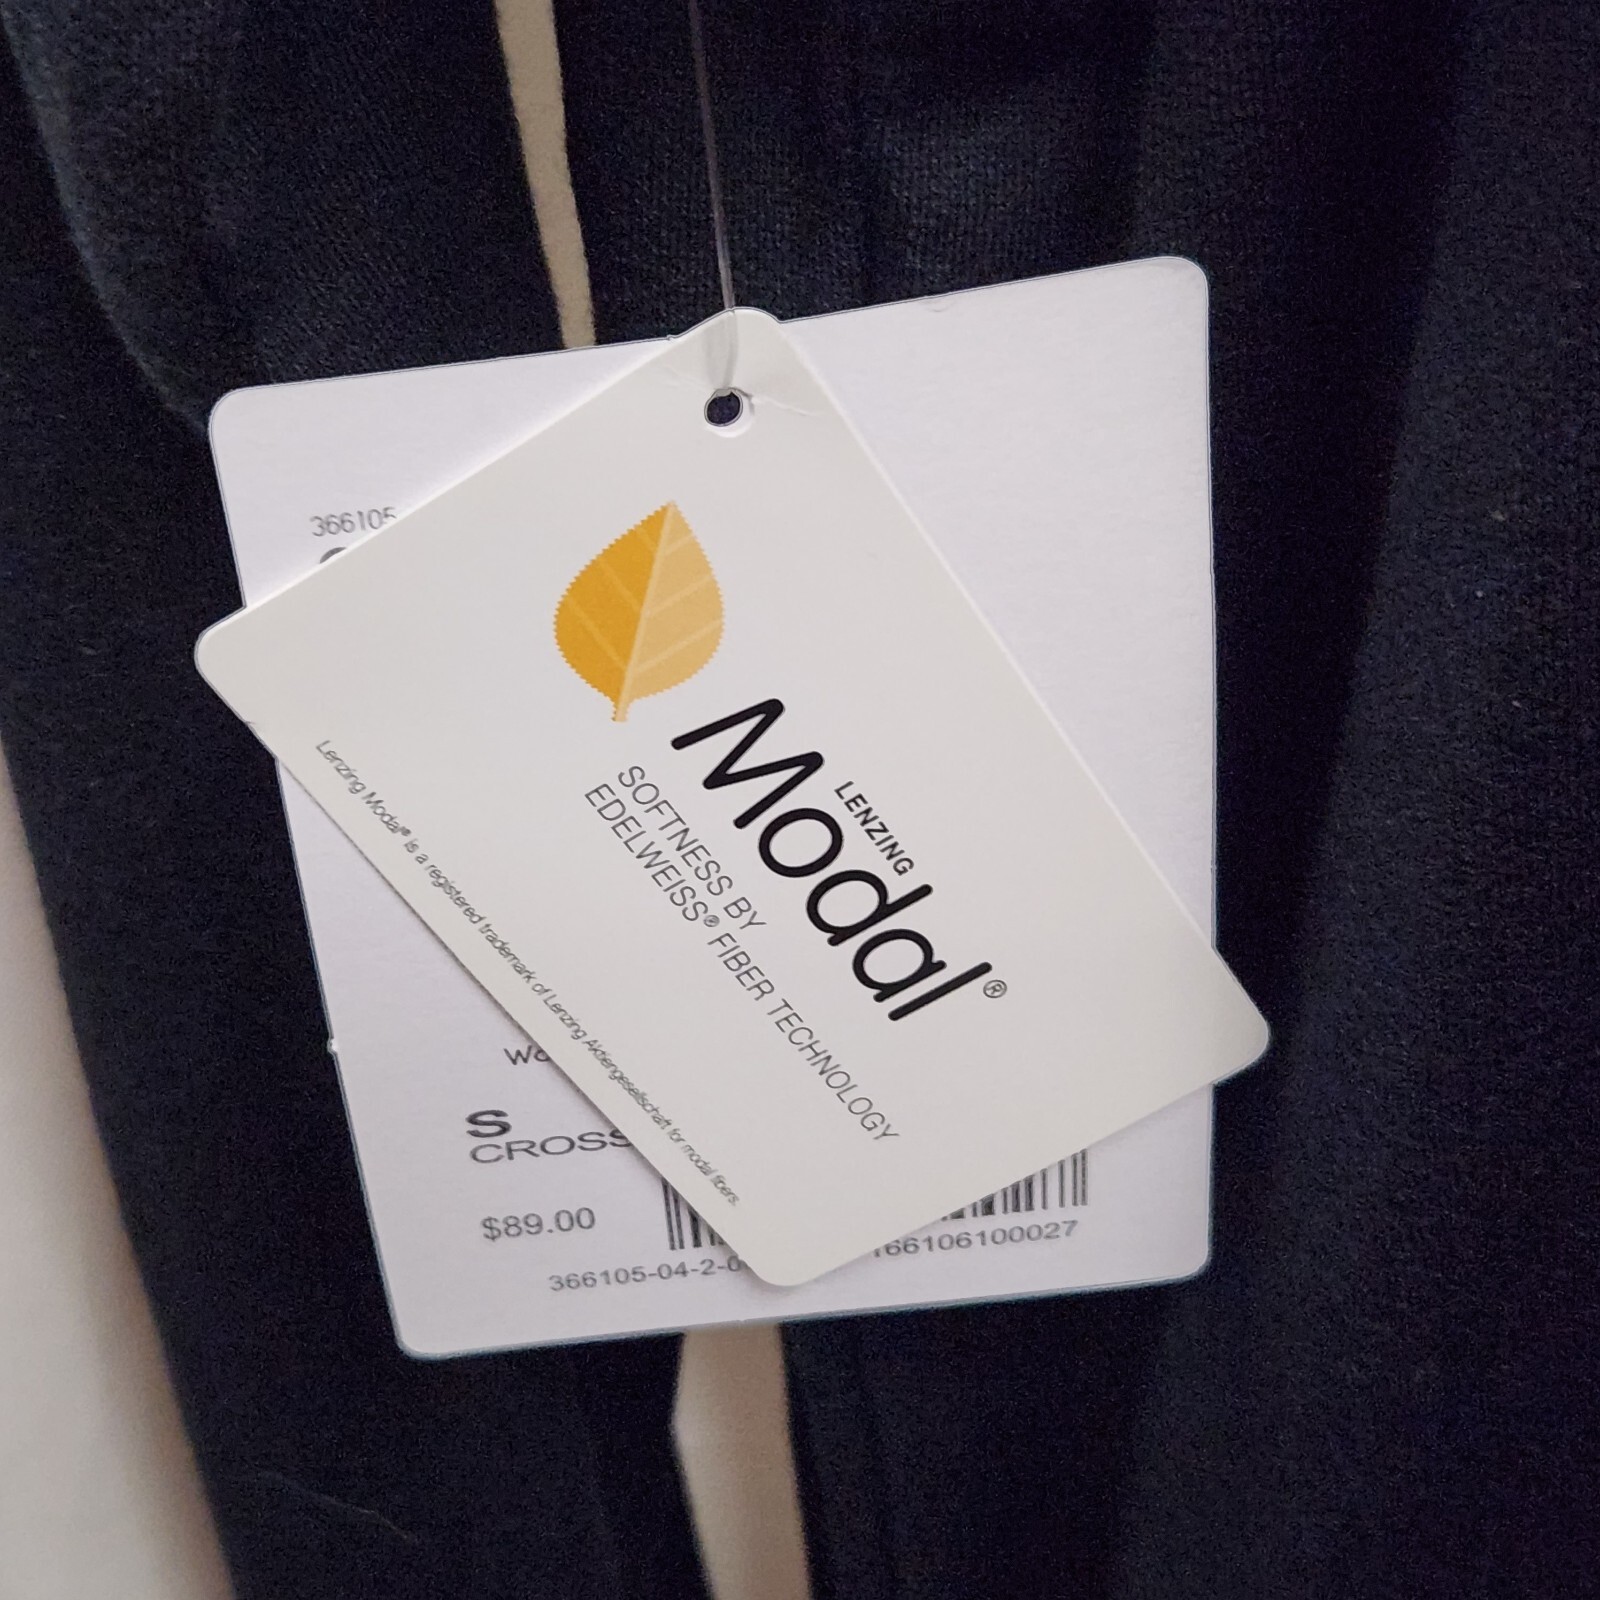 366105
LENZING
Modal®
SOFTNESS BY
EDELWEISS® FIBER TECHNOLOGY
Lenzing Modal® is a registered trademark of Lenzing Aktiengesellschaft for modal fibers.
S
CROSS
$89.00
366105-04-2-0
166106100027